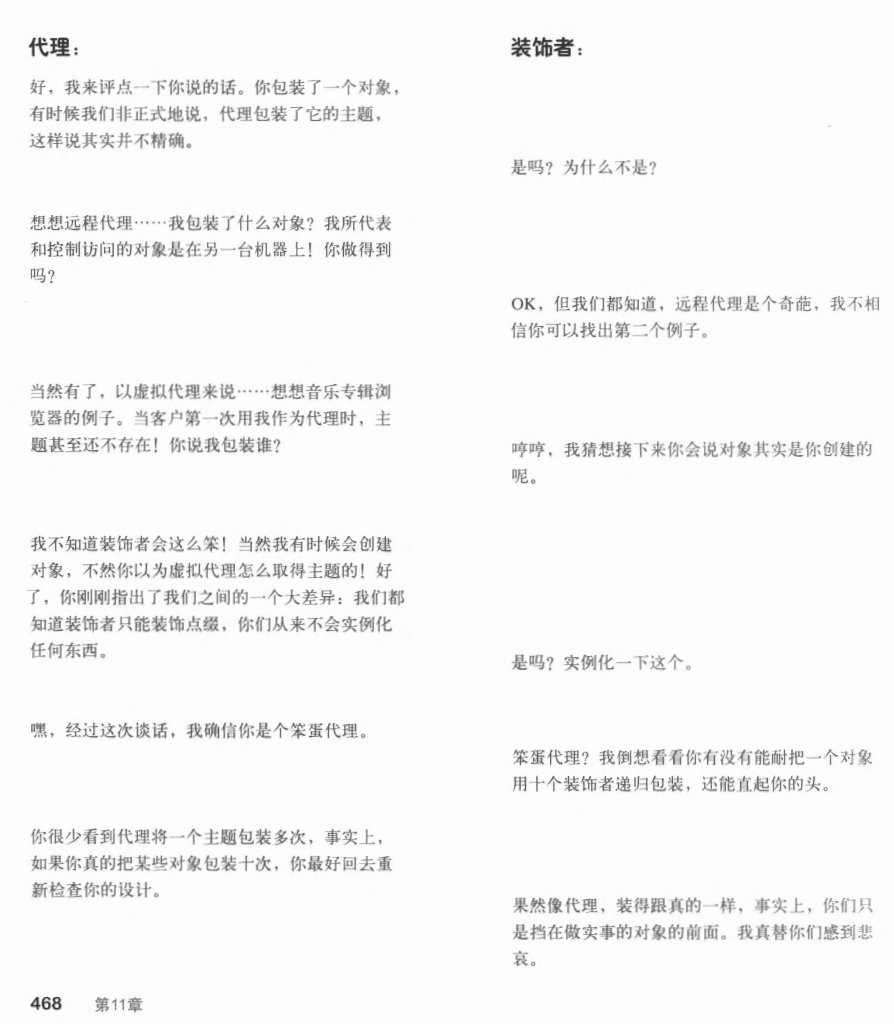 代理：
好，我来评点一下你说的话。你包装了一个对象，
有时候我们非正式地说，代理包装了它的主题，
这样说其实并不精确。
想想远程代理……我包装了什么对象？我所代表
和控制访问的对象是在另一台机器上！你做得到
吗？
当然有了，以虚拟代理来说……想想音乐专辑浏
览器的例子。当客户第一次用我作为代理时，主
题甚至还不存在！你说我包装谁？
我不知道装饰者会这么笨！当然我有时候会创建
对象，不然你以为虚拟代理怎么取得主题的！好
了，你刚刚指出了我们之间的一个大差异：我们都
知道装饰者只能装饰点缀，你们从来不会实例化
任何东西。
嘿，经过这次谈话，我确信你是个笨蛋代理。
你很少看到代理将一个主题包装多次，事实上，
如果你真的把某些对象包装十次，你最好回去重
新检查你的设计。
装饰者：
是吗？为什么不是？
OK，但我们都知道，远程代理是个奇葩，我不相
信你可以找出第二个例子。
哼哼，我猜想接下来你会说对象其实是你创建的
呢。
是吗？实例化一下这个。
笨蛋代理？我倒想看看你有没有能耐把一个对象
用十个装饰者递归包装，还能直起你的头。
果然像代理，装得跟真的一样，事实上，你们只
是挡在做实事的对象的前面。我真替你们感到悲
哀。
468 第11章